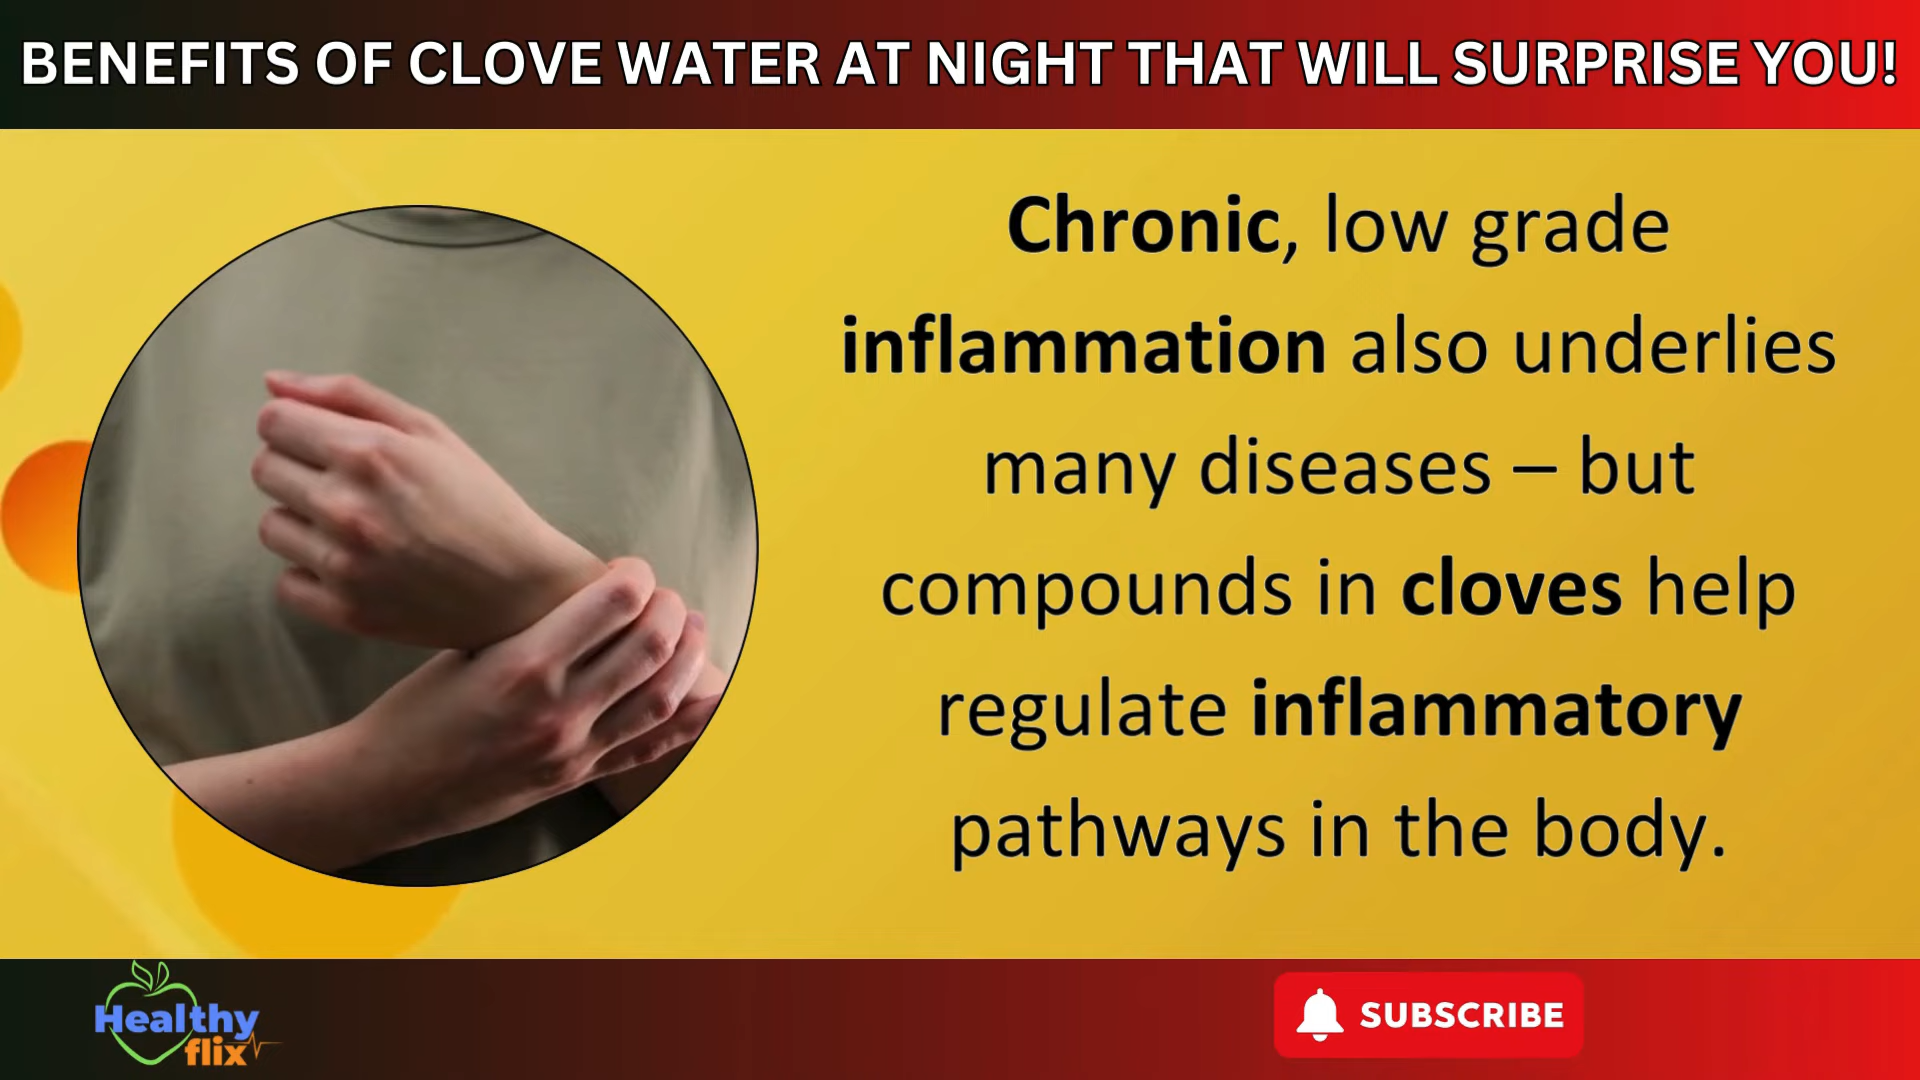 BENEFITS OF CLOVE WATER AT NIGHT THAT WILL SURPRISE YOU!
Chronic, low grade
inflammation also underlies
many diseases – but
compounds in cloves help
regulate inflammatory
pathways in the body.
Healthy
flix
SUBSCRIBE